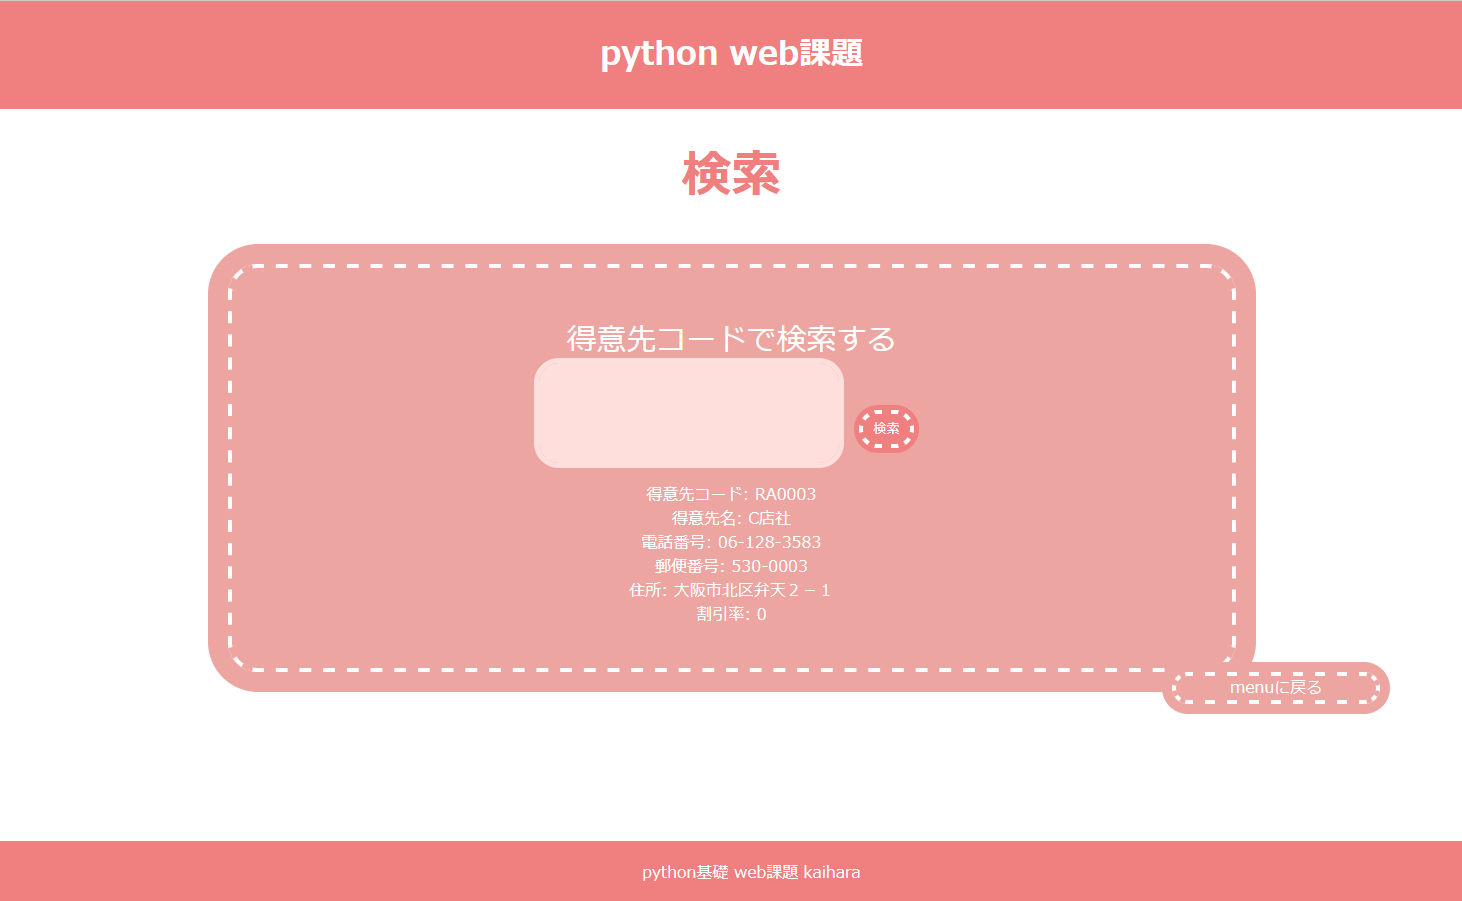 python web課題
検索
得意先コードで検索する
検索
得意先コード: RA0003
得意先名: C店社
電話番号: 06-128-3583
郵便番号: 530-0003
住所: 大阪市北区弁天２－１
割引率: 0
menuに戻る
python基礎 web課題 kaihara